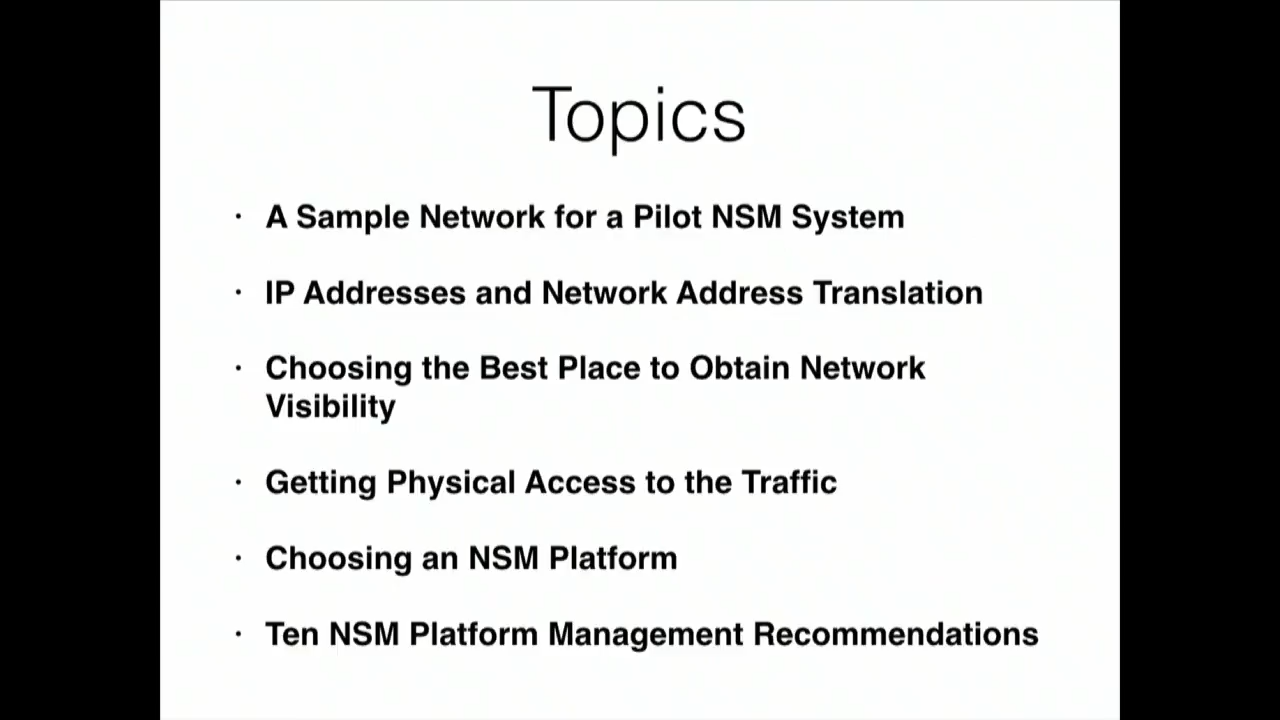 Topics
· A Sample Network for a Pilot NSM System
· IP Addresses and Network Address Translation
· Choosing the Best Place to Obtain Network
Visibility
· Getting Physical Access to the Traffic
· Choosing an NSM Platform
· Ten NSM Platform Management Recommendations